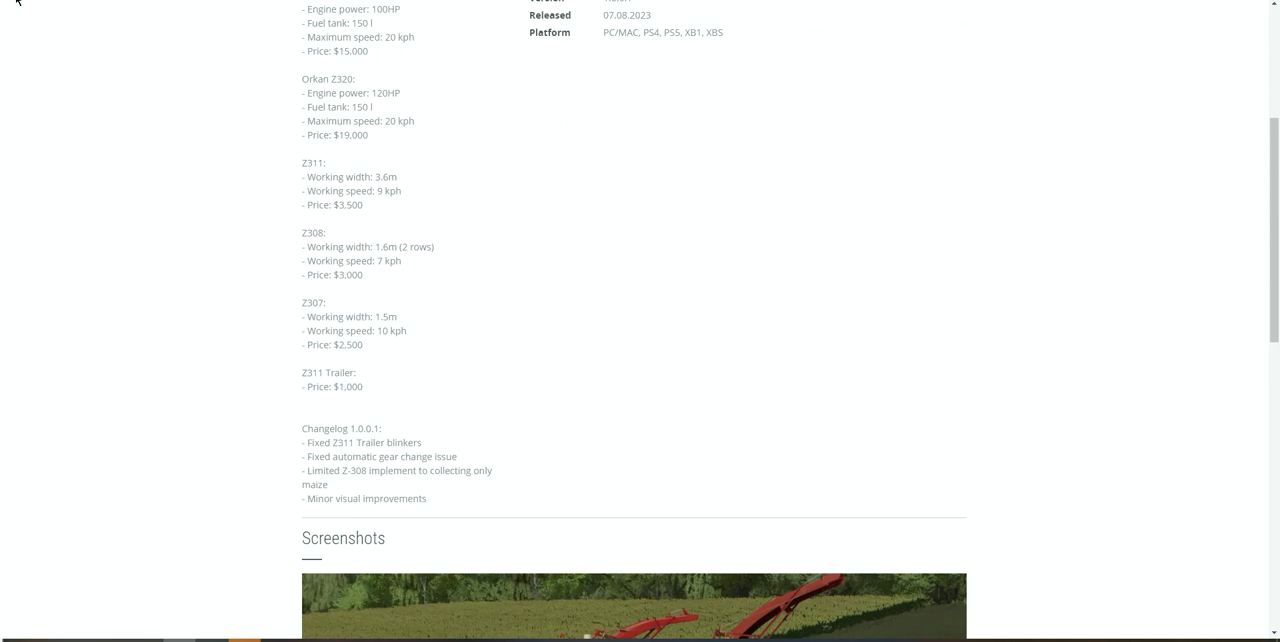 - Engine power: 100HP
- Fuel tank: 150 l
- Maximum speed: 20 kph
- Price: $15,000
Orkan Z320:
- Engine power: 120HP
- Fuel tank: 150 l
- Maximum speed: 20 kph
- Price: $19,000
Z311:
- Working width: 3.6m
- Working speed: 9 kph
- Price: $3,500
Z308:
- Working width: 1.6m (2 rows)
- Working speed: 7 kph
- Price: $3,000
Z307:
- Working width: 1.5m
- Working speed: 10 kph
- Price: $2,500
Z311 Trailer:
- Price: $1,000
Changelog 1.0.0.1:
- Fixed Z311 Trailer blinkers
- Fixed automatic gear change issue
- Limited Z-308 implement to collecting only
maize
- Minor visual improvements
Released 07.08.2023
Platform PC/MAC, PS4, PS5, XB1, XBS
Screenshots